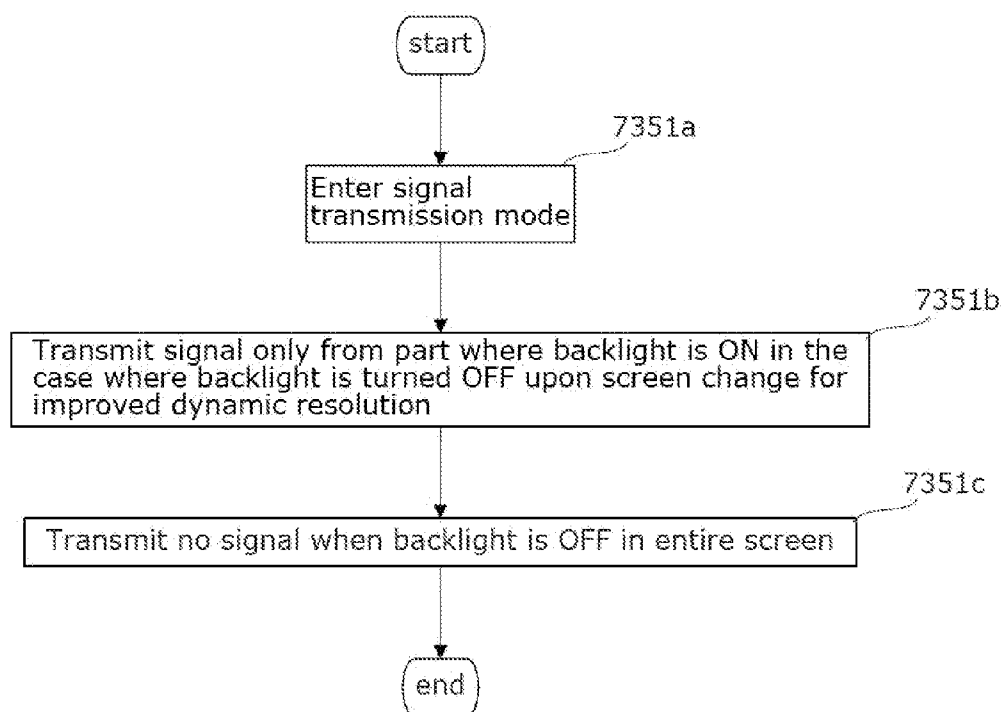 start
7351a
Enter signal
transmission mode
7351b
Transmit signal only from part where backlight is ON in the
case where backlight is turned OFF upon screen change for
improved dynamic resolution
7351c
Transmit no signal when backlight is OFF in entire screen
end